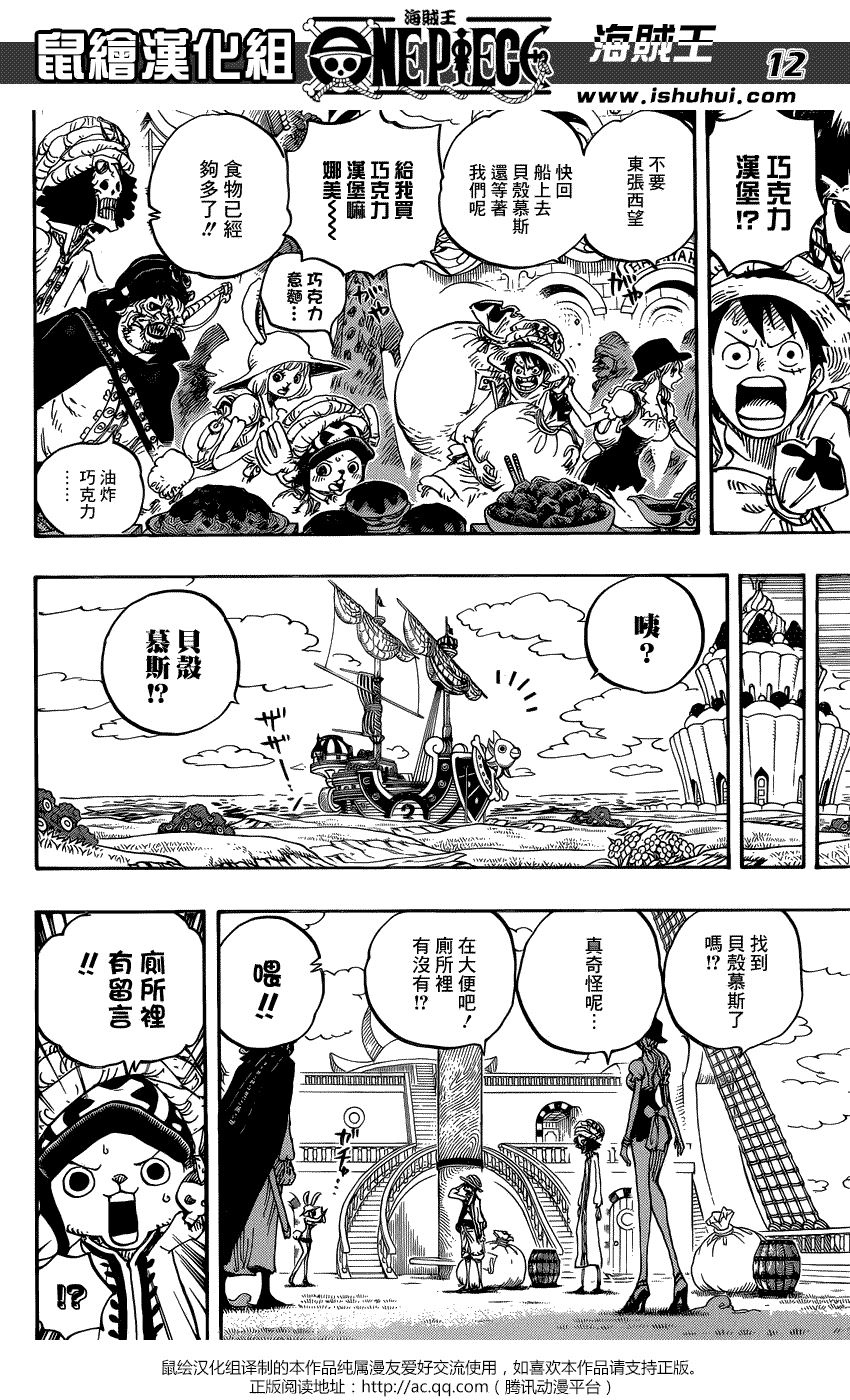 鼠繪漢化組
海賊王
ONE PIECE
海賊王
12
www.ishuhui.com
巧克力
漢堡!?
不要
東張西望
快回
船上去
貝殼慕斯
還等著
我們呢
給我買
巧克力
漢堡嘛
娜美~~~
食物已經
夠多了!!
巧克力
意麵…
油炸
巧克力
……
咦?
貝殼
慕斯!?
找到
貝殼慕斯了
嗎!?
真奇怪呢…
在大便吧!
廁所裡
有沒有!?
喂!!
ガチャ…
廁所裡
有留言
!!
!?
鼠绘汉化组译制的本作品纯属漫友爱好交流使用，如喜欢本作品请支持正版。
正版阅读地址：http://ac.qq.com（腾讯动漫平台）